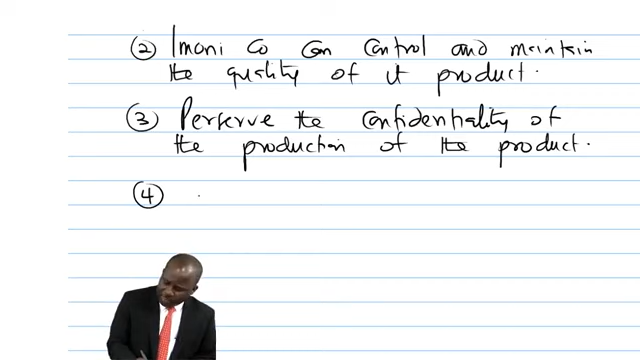 ② Imani Co can control and maintain
the quality of it product.
③ Perserve the confidentiality of
the production of the product.
④